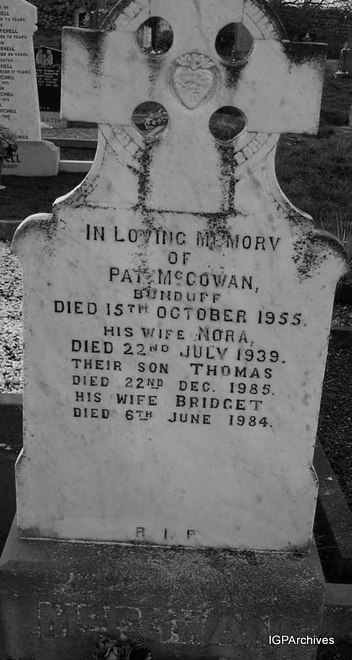 IN LOVING MEMORY
OF
PAT McGOWAN,
BUNDUFF
DIED 15TH OCTOBER 1955.
HIS WIFE NORA,
DIED 22ND JULY 1939.
THEIR SON THOMAS
DIED 22ND DEC. 1985.
HIS WIFE BRIDGET
DIED 6TH JUNE 1984.
R.I.P.
McGOWAN
IGPArchives